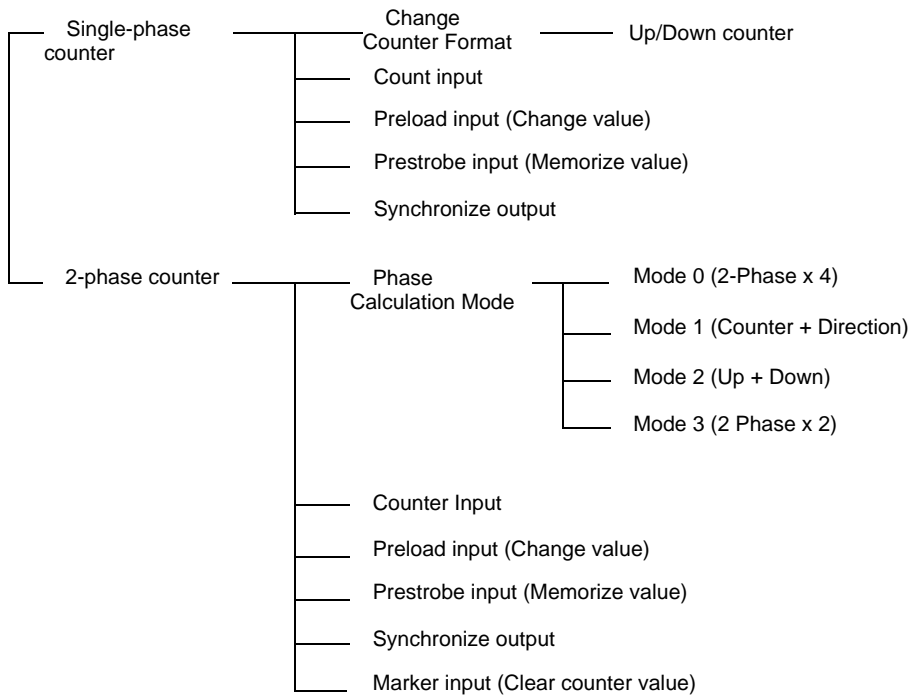 Single-phase
counter
Change
Counter Format
Up/Down counter
Count input
Preload input (Change value)
Prestrobe input (Memorize value)
Synchronize output
2-phase counter
Phase
Calculation Mode
Mode 0 (2-Phase x 4)
Mode 1 (Counter + Direction)
Mode 2 (Up + Down)
Mode 3 (2 Phase x 2)
Counter Input
Preload input (Change value)
Prestrobe input (Memorize value)
Synchronize output
Marker input (Clear counter value)